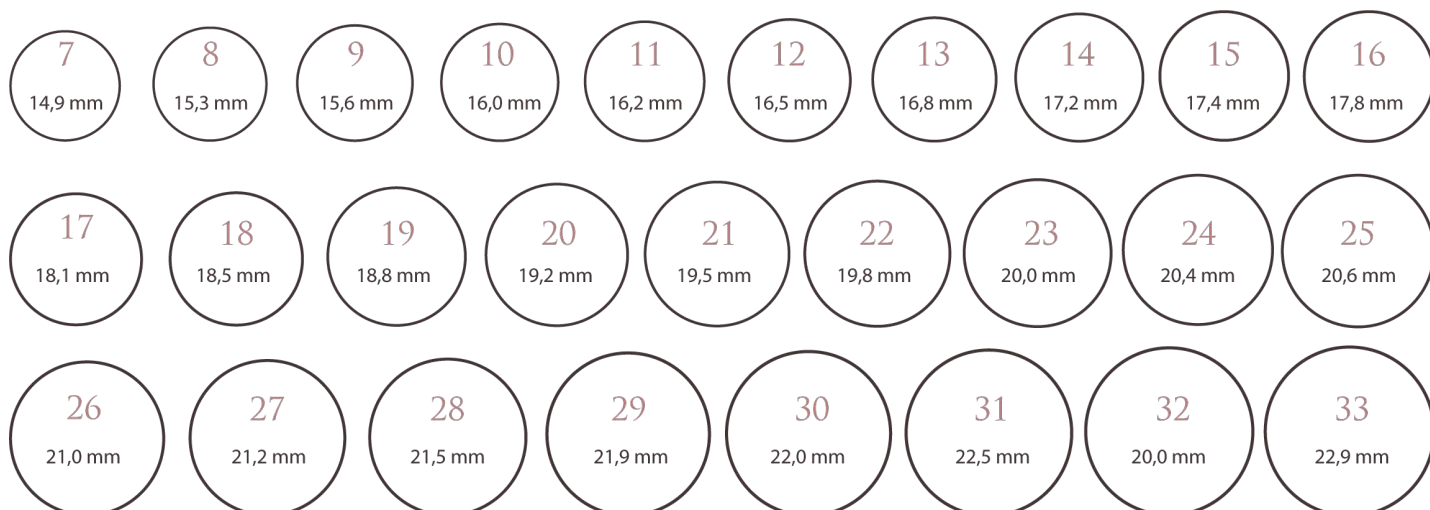 7 8 9 10 11 12 13 14 15 16
14,9 mm 15,3 mm 15,6 mm 16,0 mm 16,2 mm 16,5 mm 16,8 mm 17,2 mm 17,4 mm 17,8 mm
17 18 19 20 21 22 23 24 25
18,1 mm 18,5 mm 18,8 mm 19,2 mm 19,5 mm 19,8 mm 20,0 mm 20,4 mm 20,6 mm
26 27 28 29 30 31 32 33
21,0 mm 21,2 mm 21,5 mm 21,9 mm 22,0 mm 22,5 mm 20,0 mm 22,9 mm